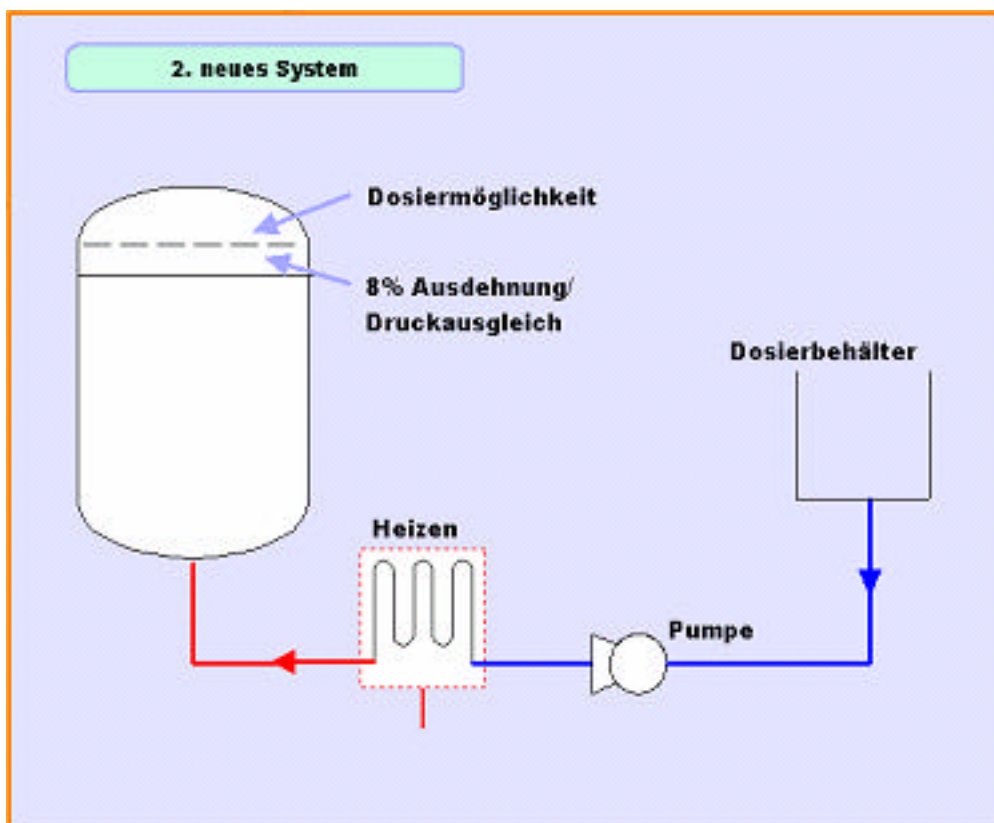 2. neues System
Dosiermöglichkeit
8% Ausdehnung/
Druckausgleich
Dosierbehälter
Heizen
Pumpe